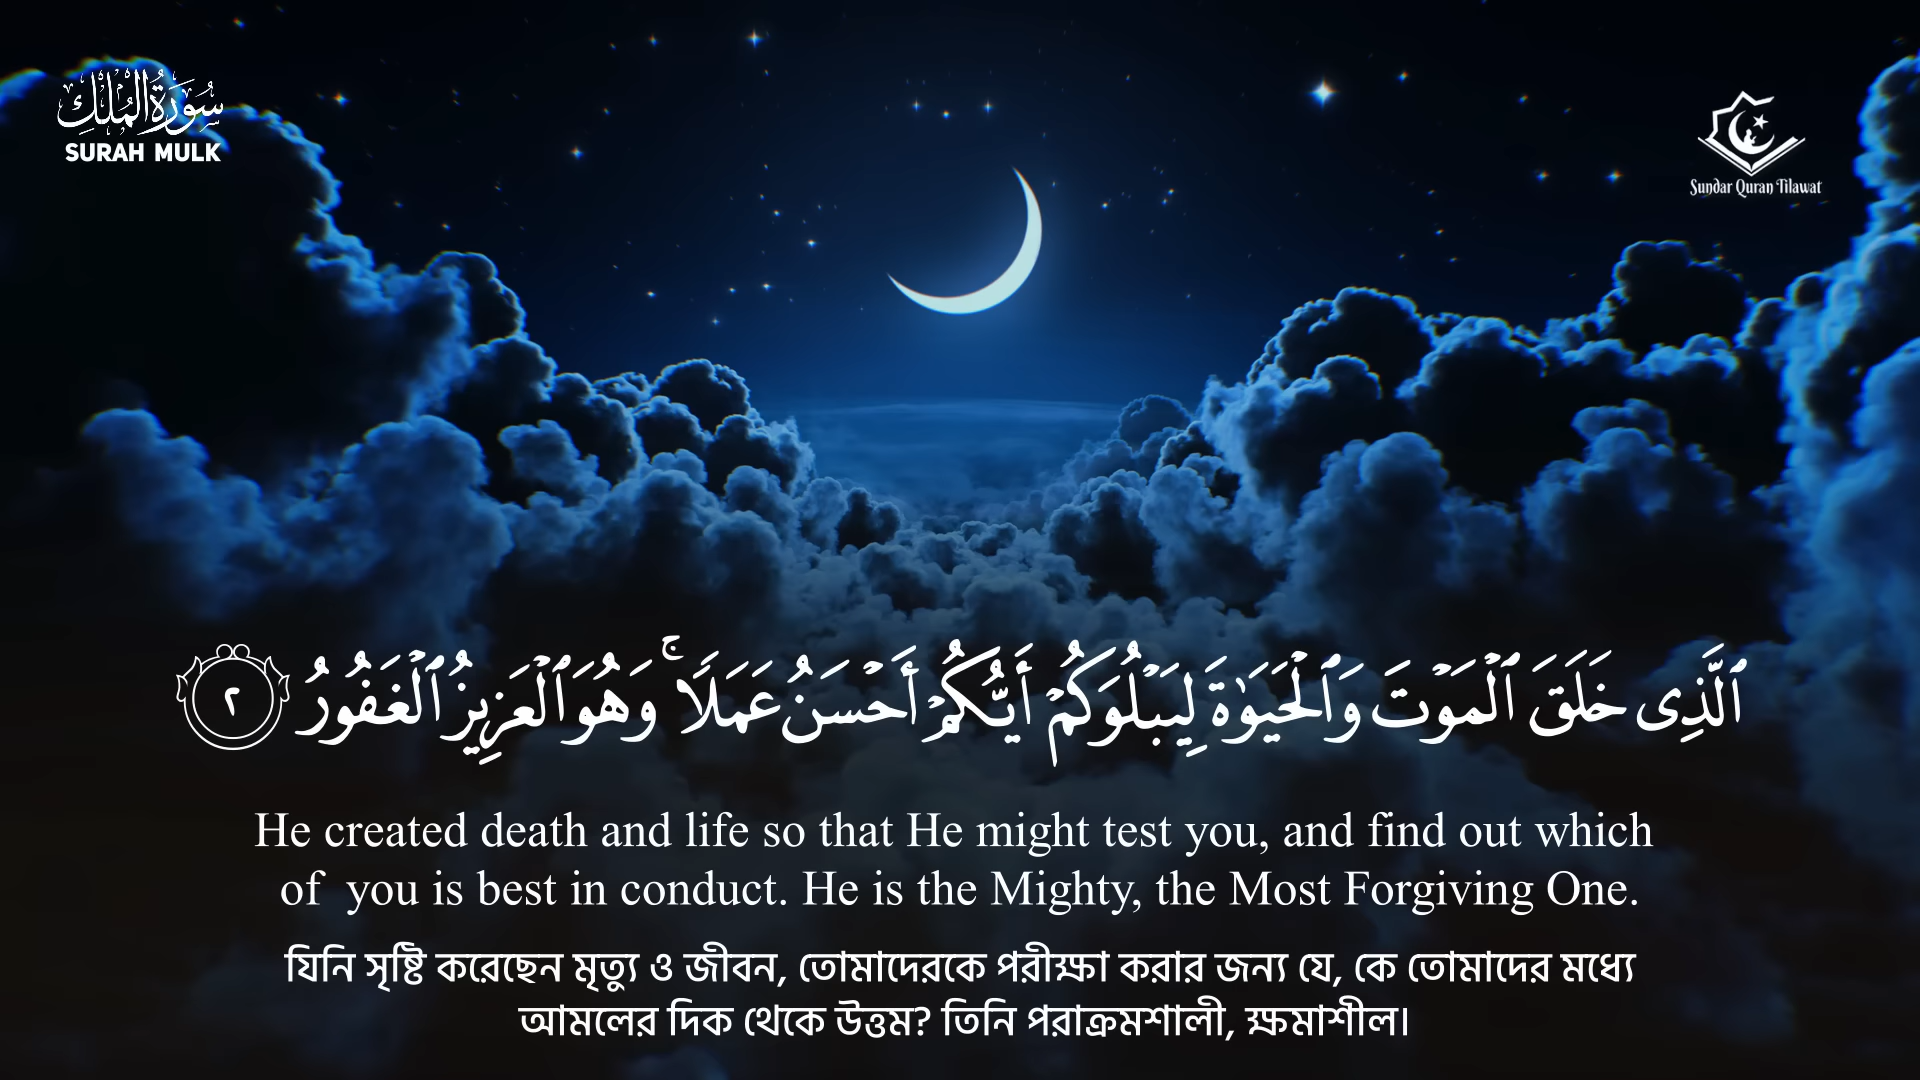 سُورَةُ الْمُلْكِ
SURAH MULK
Sundar Quran Tilawat
ٱلَّذِى خَلَقَ ٱلْمَوْتَ وَٱلْحَيَوٰةَ لِيَبْلُوَكُمْ أَيُّكُمْ أَحْسَنُ عَمَلًا ۚ وَهُوَ ٱلْعَزِيزُ ٱلْغَفُورُ ٢
He created death and life so that He might test you, and find out which
of you is best in conduct. He is the Mighty, the Most Forgiving One.
যিনি সৃষ্টি করেছেন মৃত্যু ও জীবন, তোমাদেরকে পরীক্ষা করার জন্য যে, কে তোমাদের মধ্যে
আমলের দিক থেকে উত্তম? তিনি পরাক্রমশালী, ক্ষমাশীল।